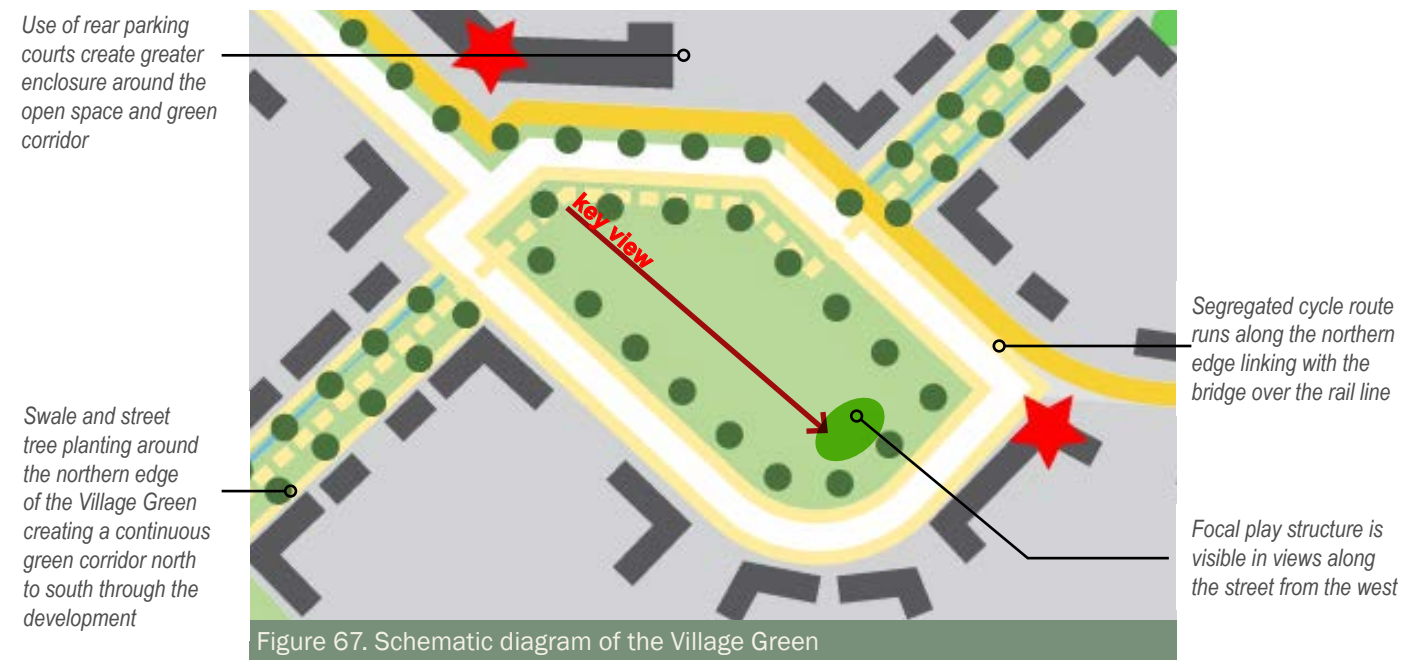 Use of rear parking
courts create greater
enclosure around the
open space and green
corridor
key view
Segregated cycle route
runs along the northern
edge linking with the
bridge over the rail line
Swale and street
tree planting around
the northern edge
of the Village Green
creating a continuous
green corridor north
to south through the
development
Focal play structure is
visible in views along
the street from the west
Figure 67. Schematic diagram of the Village Green